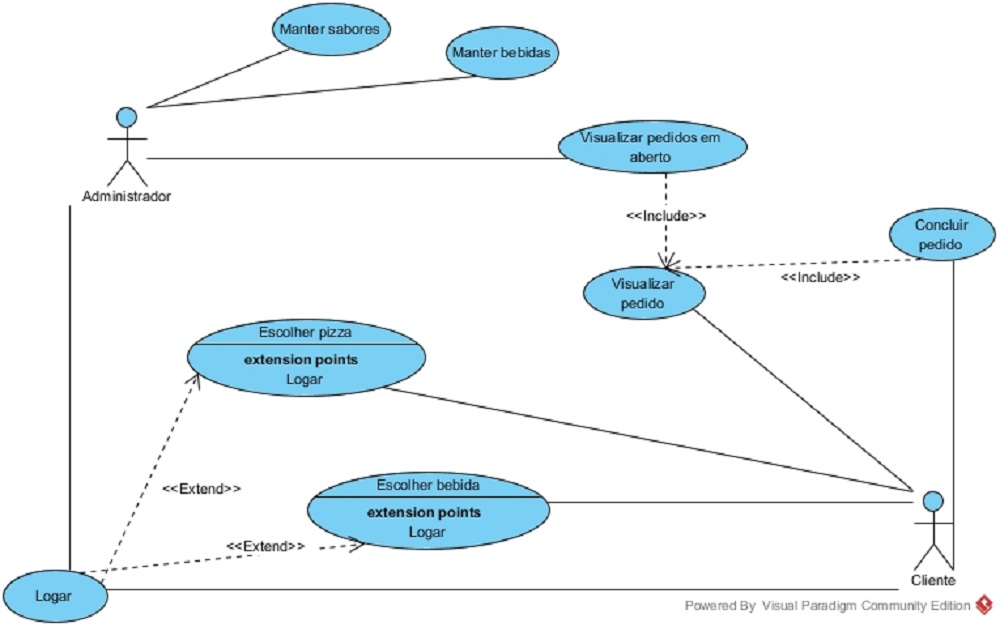 Manter sabores
Manter bebidas
Visualizar pedidos em
aberto
Administrador
<<Include>>
Concluir
pedido
<<Include>>
Visualizar
pedido
Escolher pizza
extension points
Logar
<<Extend>>
Escolher bebida
extension points
Logar
<<Extend>>
Cliente
Logar
Powered By Visual Paradigm Community Edition